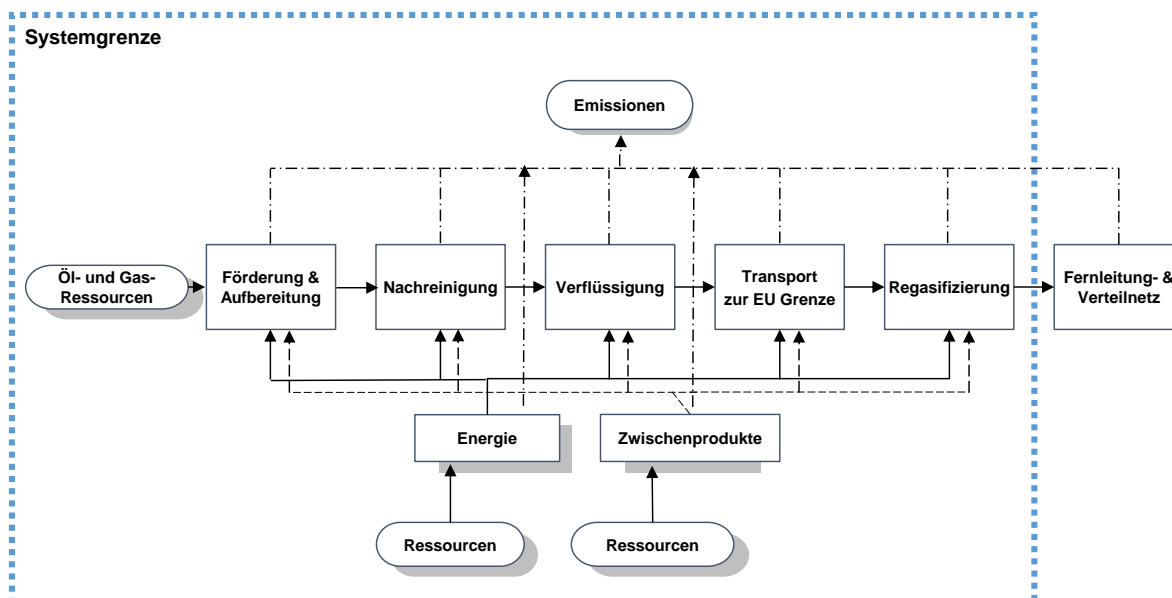 Systemgrenze
Emissionen
Öl- und Gas-
Ressourcen
Förderung &
Aufbereitung
Nachreinigung
Verflüssigung
Transport
zur EU Grenze
Regasifizierung
Fernleitung- &
Verteilnetz
Energie
Zwischenprodukte
Ressourcen
Ressourcen